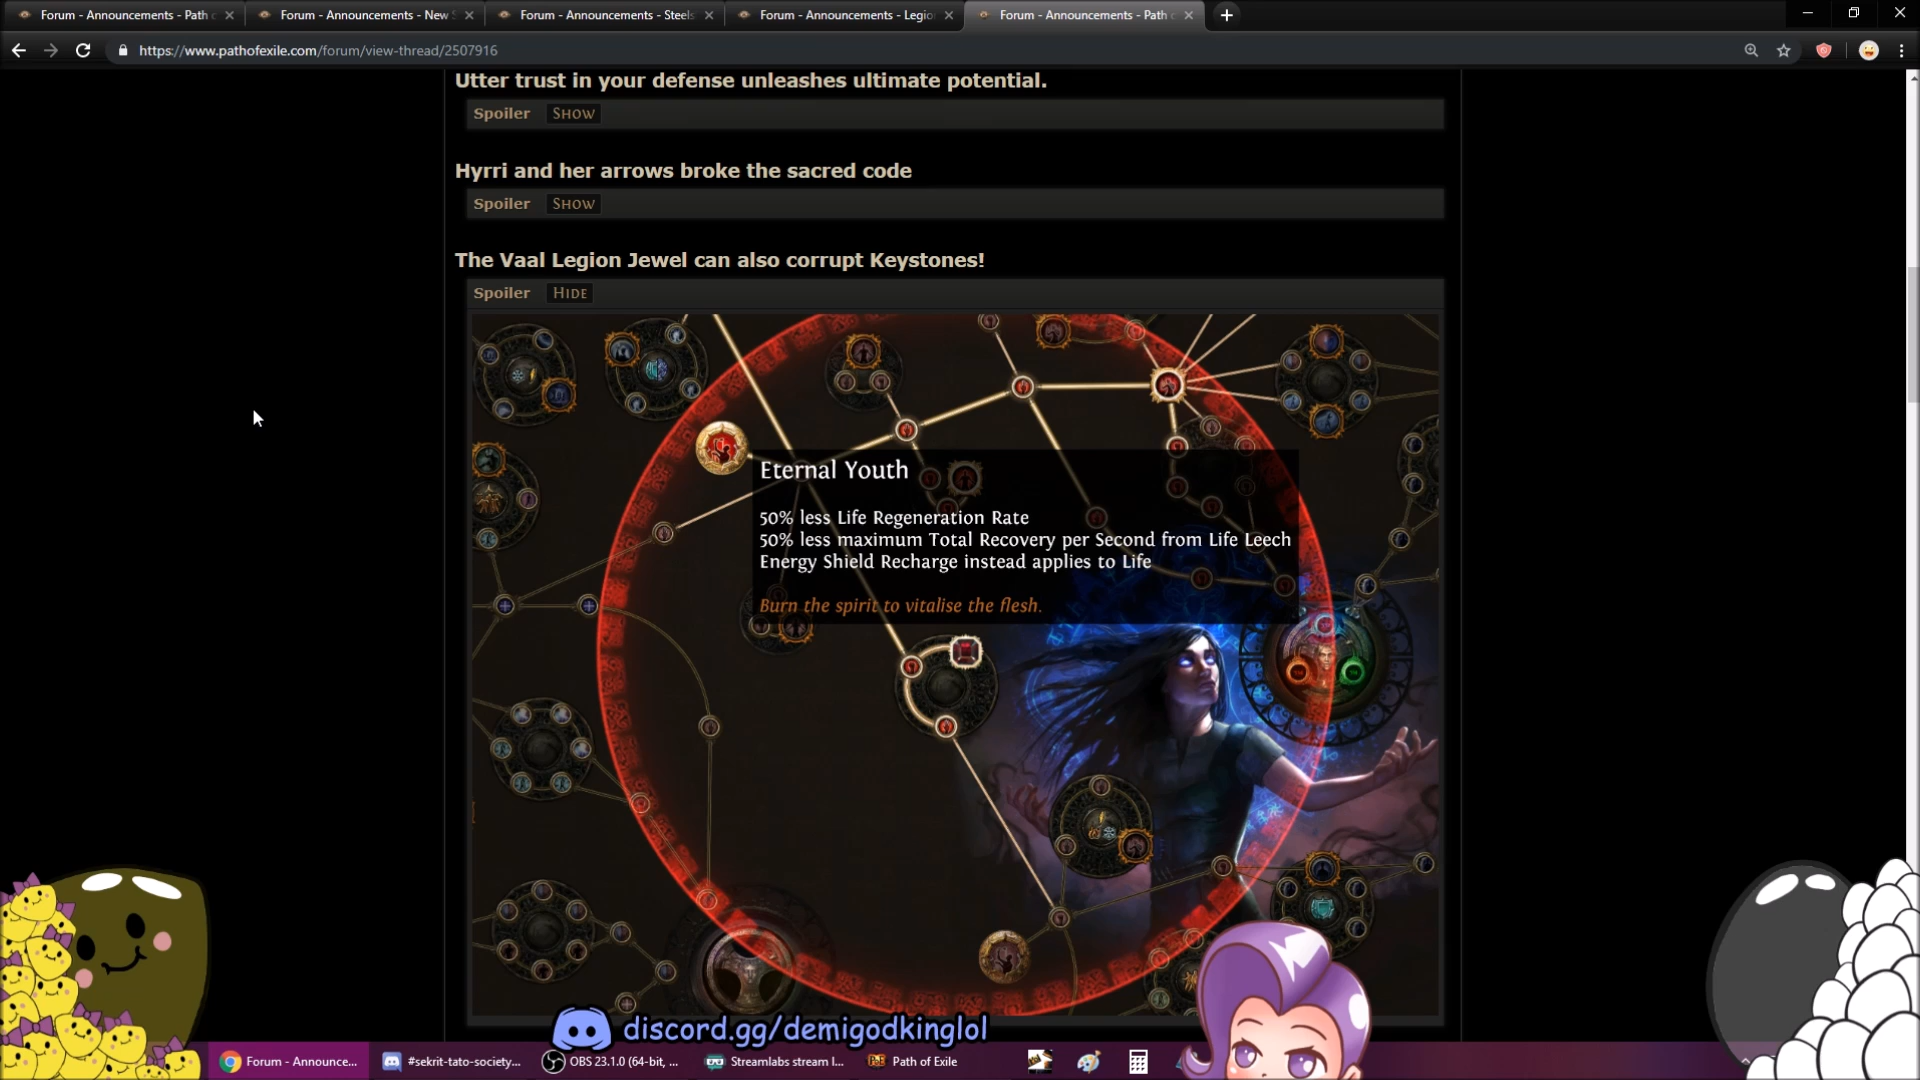 Forum - Announcements - Path
Forum - Announcements - New S
Forum - Announcements - Steels
Forum - Announcements - Legion
Forum - Announcements - Path
https://www.pathofexile.com/forum/view-thread/2507916
Utter trust in your defense unleashes ultimate potential.
Spoiler SHOW
Hyrri and her arrows broke the sacred code
Spoiler SHOW
The Vaal Legion Jewel can also corrupt Keystones!
Spoiler HIDE
Eternal Youth
50% less Life Regeneration Rate
50% less maximum Total Recovery per Second from Life Leech
Energy Shield Recharge instead applies to Life
Burn the spirit to vitalise the flesh.
discord.gg/demigodkinglol
Forum - Announce...
#sekrit-tato-society...
OBS 23.1.0 (64-bit, ...
Streamlabs stream l...
Path of Exile